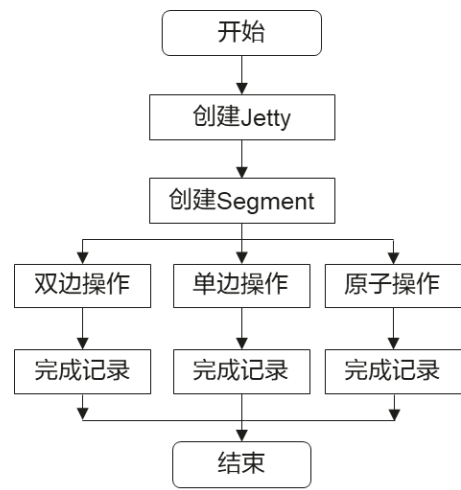 开始
创建Jetty
创建Segment
双边操作
单边操作
原子操作
完成记录
完成记录
完成记录
结束